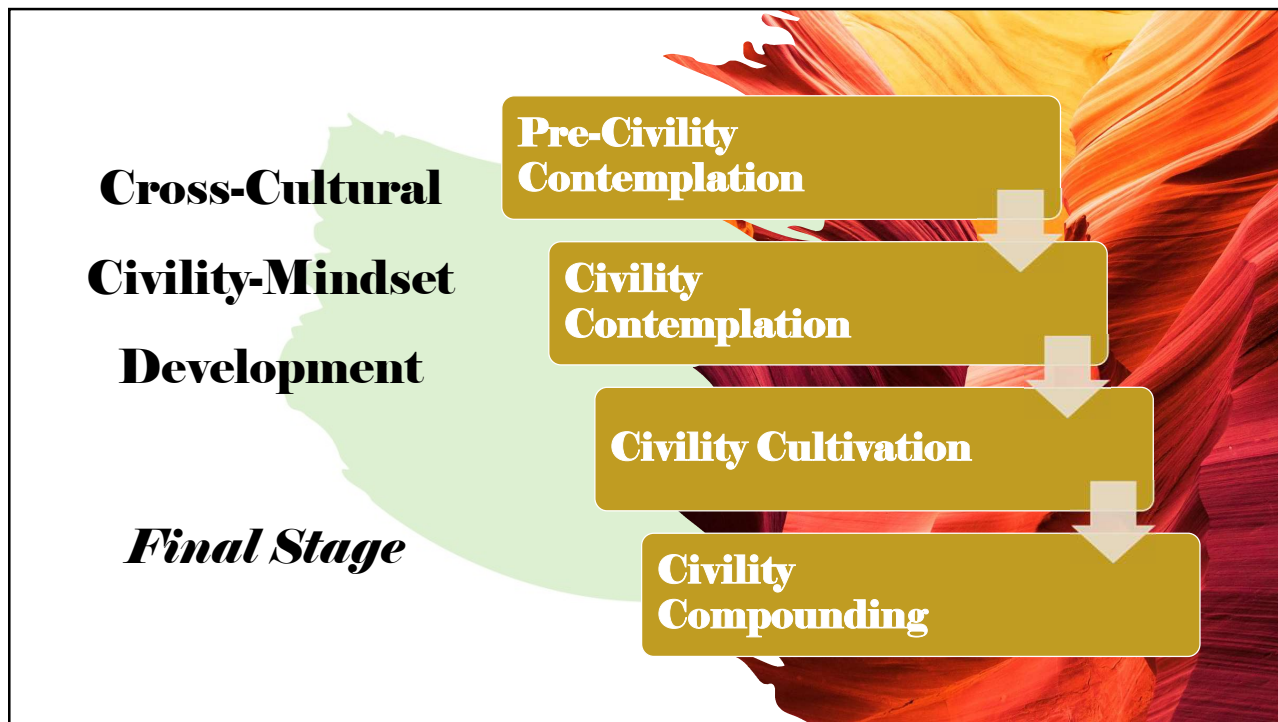 Cross-Cultural
Civility-Mindset
Development
Final Stage
Pre-Civility
Contemplation
Civility
Contemplation
Civility Cultivation
Civility
Compounding